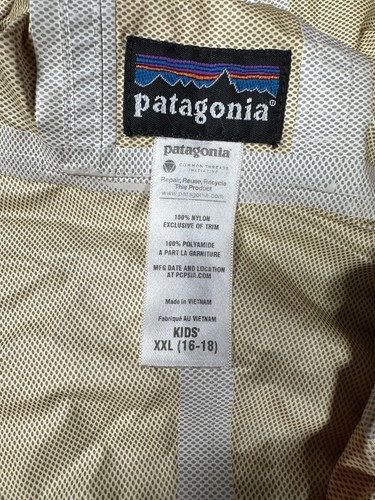 patagonia®
patagonia
COMMON THREADS
INITIATIVE
Repair, Reuse, Recycle
This Product
www.patagonia.com
100% NYLON
EXCLUSIVE OF TRIM
100% POLYAMIDE
A PART LA GARNITURE
MFG DATE AND LOCATION
AT PCPSUI.COM
Made in VIETNAM
Fabriqué AU VIETNAM
KIDS'
XXL (16-18)